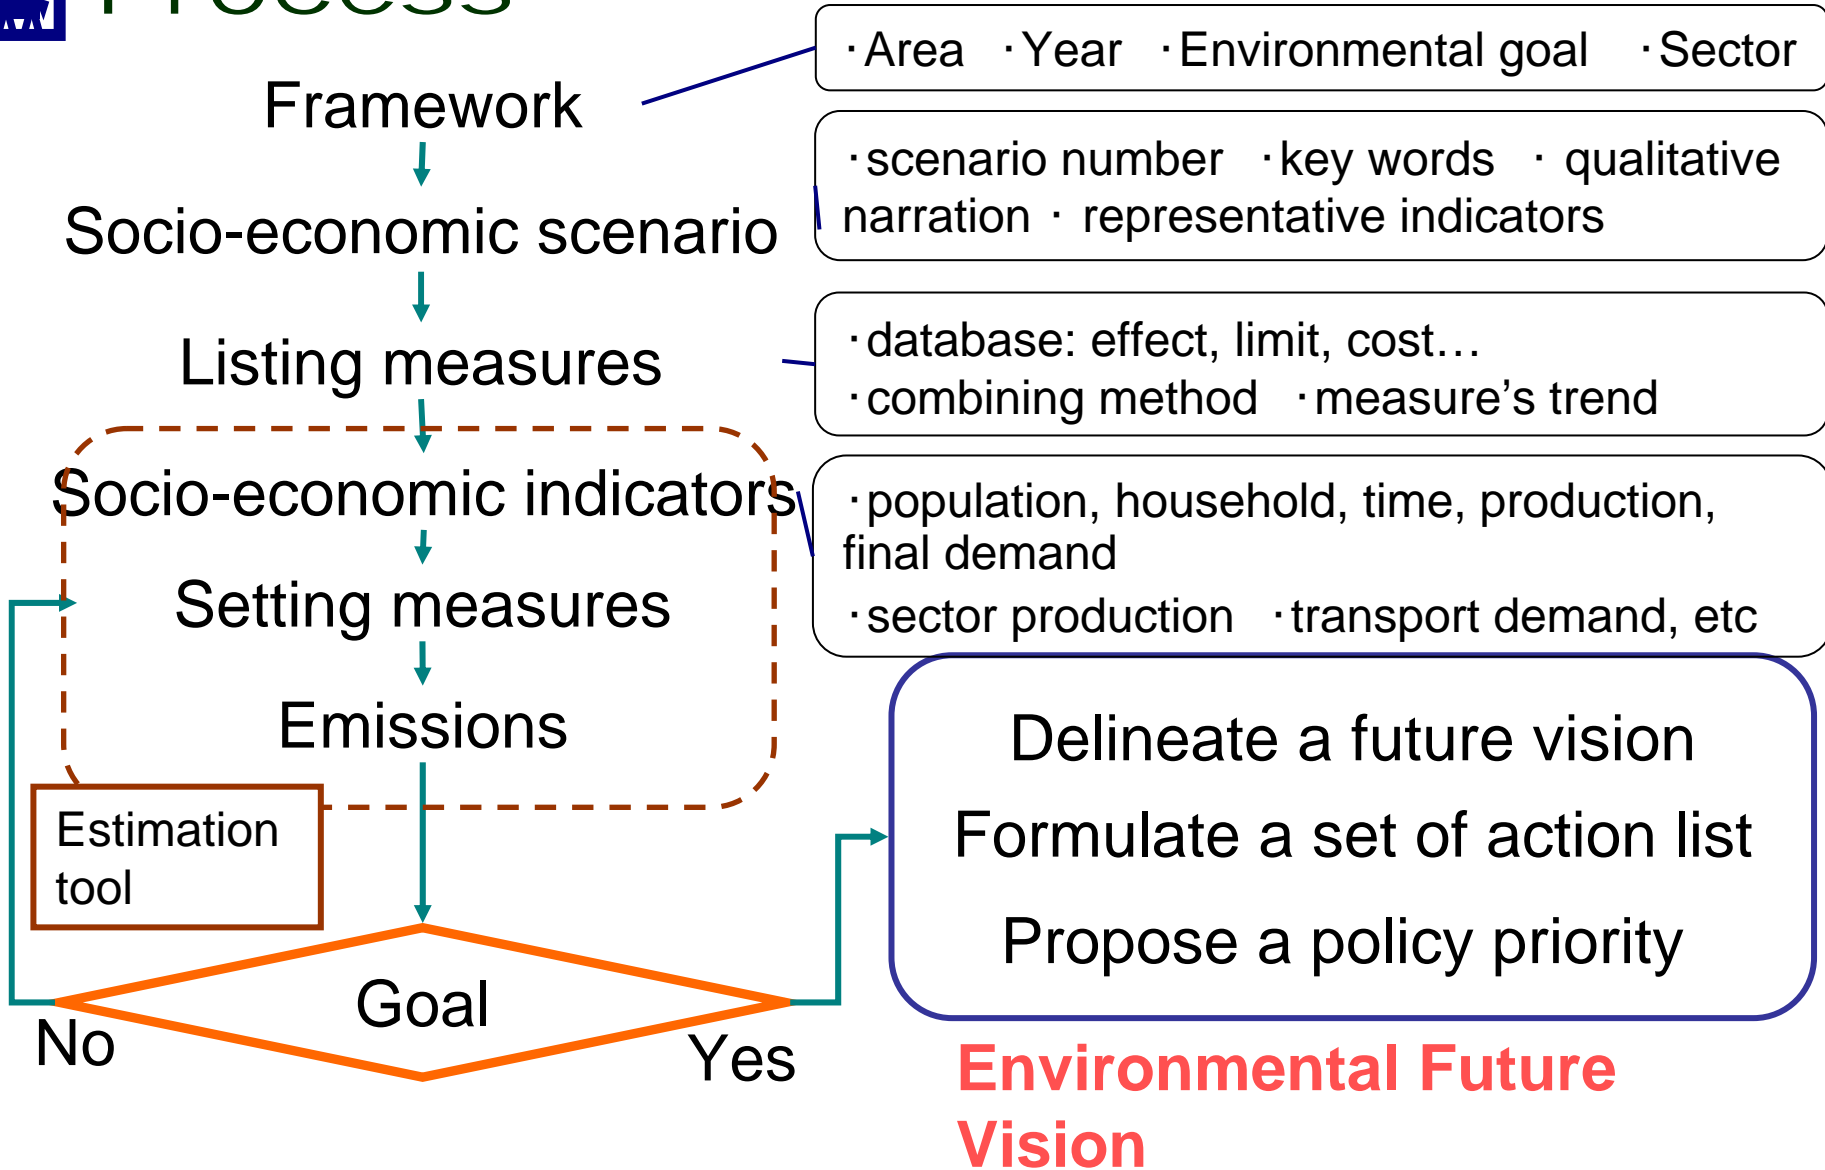 Process
Framework
·Area ·Year ·Environmental goal ·Sector
Socio-economic scenario
·scenario number ·key words · qualitative
narration · representative indicators
Listing measures
·database: effect, limit, cost…
·combining method ·measure’s trend
Socio-economic indicators
·population, household, time, production,
final demand
·sector production ·transport demand, etc
Setting measures
Emissions
Estimation
tool
Goal
No
Yes
Delineate a future vision
Formulate a set of action list
Propose a policy priority
Environmental Future
Vision